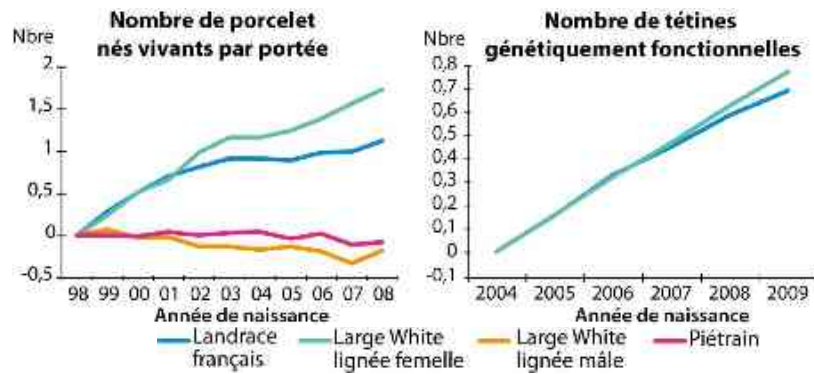 Nombre de porcelet
nés vivants par portée
Nbre
2
1,5
1
0,5
0
-0,5
98 99 00 01 02 03 04 05 06 07 08
Année de naissance
Nombre de tétines
génétiquement fonctionnelles
Nbre
0,8
0,7
0,6
0,5
0,4
0,3
0,2
0,1
0
-0,1
2004 2005 2006 2007 2008 2009
Année de naissance
Landrace
français
Large White
lignée femelle
Large White
lignée mâle
Piétrain